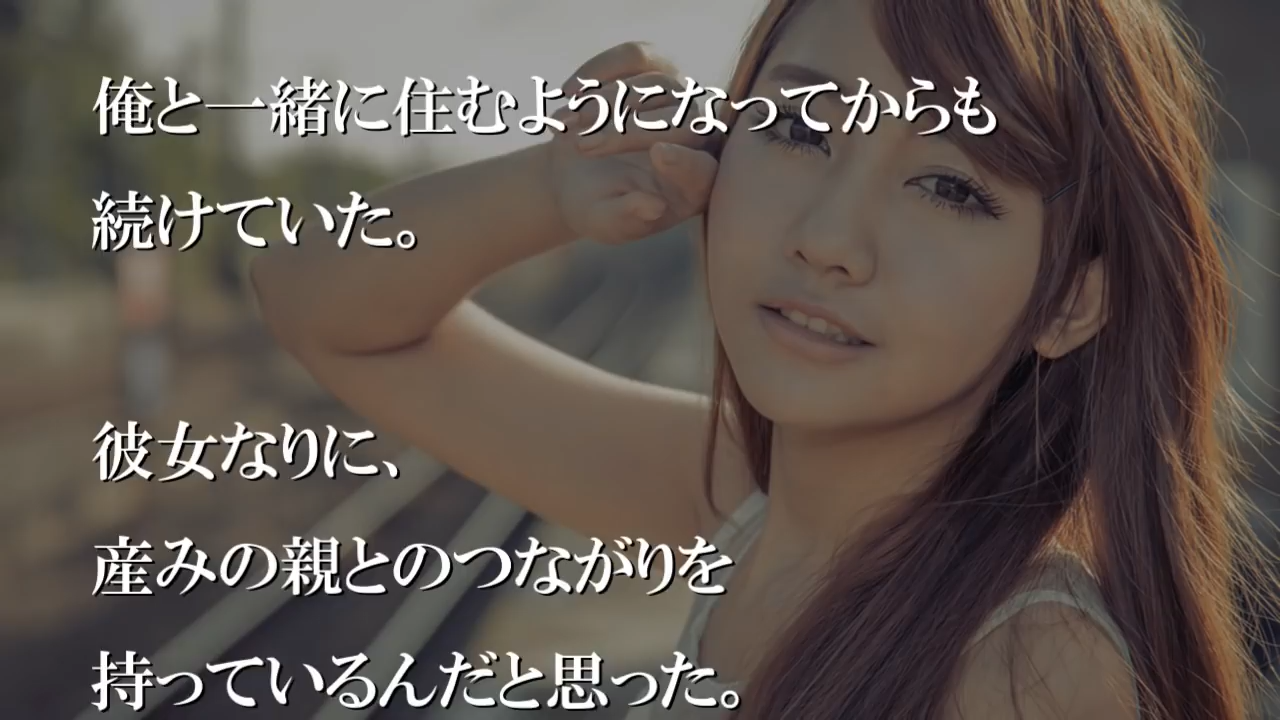 俺と一緒に住むようになってからも
続けていた。
彼女なりに、
産みの親とのつながりを
持っているんだと思った。